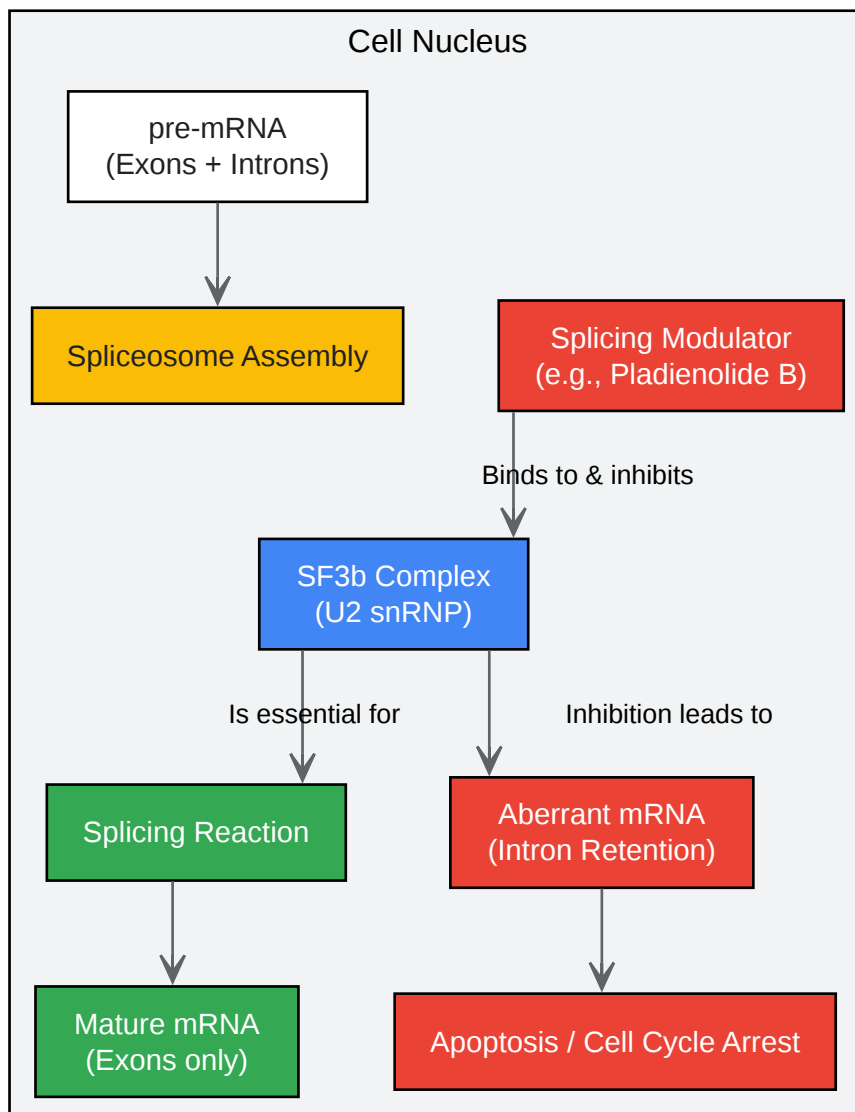 Cell Nucleus
pre-mRNA
(Exons + Introns)
Spliceosome Assembly
Splicing Modulator
(e.g., Pladienolide B)
Binds to & inhibits
SF3b Complex
(U2 snRNP)
Is essential for
Inhibition leads to
Splicing Reaction
Aberrant mRNA
(Intron Retention)
Mature mRNA
(Exons only)
Apoptosis / Cell Cycle Arrest